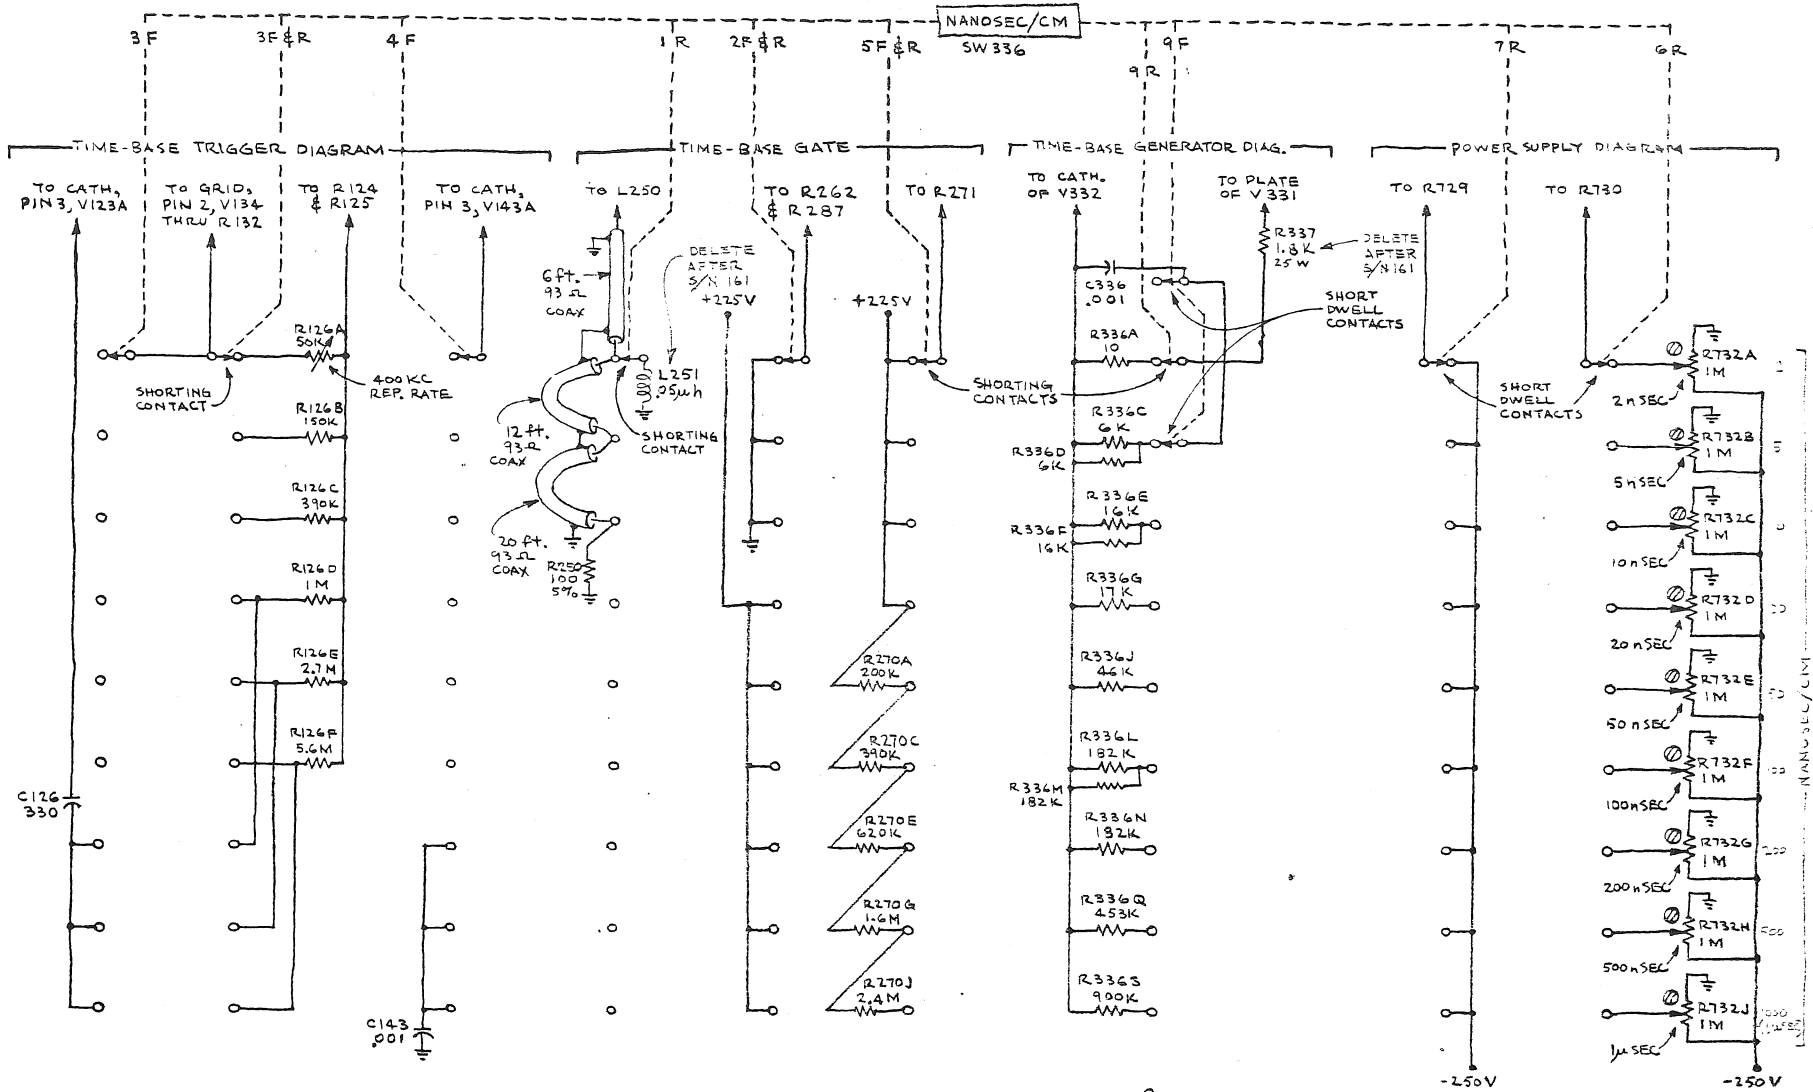 NANOSEC/CM
SW336
3F
3F&R
4F
1R
2F&R
5F&R
9R
9F
7R
6R
TIME-BASE TRIGGER DIAGRAM
TIME-BASE GATE
TIME-BASE GENERATOR DIAG.
POWER SUPPLY DIAGRAM
TO CATH,
PIN 3, V123A
TO GRID,
PIN 2, V134
THRU R132
TO R124
& R125
TO CATH,
PIN 3, V143A
TO L250
TO R262
& R287
TO R271
TO CATH.
OF V332
TO PLATE
OF V331
TO R729
TO R730
R337
1.8K
25W
DELETE
AFTER
S/N 161
DELETE
AFTER
S/N 161
6 ft.
93 Ω
COAX
+225V
+225V
C336
.001
SHORT
DWELL
CONTACTS
R126A
50K
400 KC
REP. RATE
SHORTING
CONTACT
L251
.05μh
SHORTING
CONTACT
SHORTING
CONTACTS
R336A
10
SHORT
DWELL
CONTACTS
R732A
1M
2nSEC
R126B
150K
12 ft.
93Ω
COAX
R336C
6K
R336D
6K
R732B
1M
5nSEC
5
R126C
390K
20 ft.
93Ω
COAX
R250
100
5%
R336E
16K
R336F
16K
R732C
1M
10nSEC
R126D
1M
R336G
17K
R732D
1M
20nSEC
R126E
2.7M
R270A
200K
R336J
46K
R732E
1M
50nSEC
R126F
5.6M
R270C
390K
R336L
182K
R336M
182K
R732F
1M
100nSEC
C126
330
R270E
620K
R336N
182K
R732G
1M
200nSEC
200
R270G
1.6M
R336Q
453K
R732H
1M
500nSEC
500
C143
.001
R270J
2.4M
R336S
900K
R732J
1M
1μSEC
NANOSEC/CM
-250V
-250V